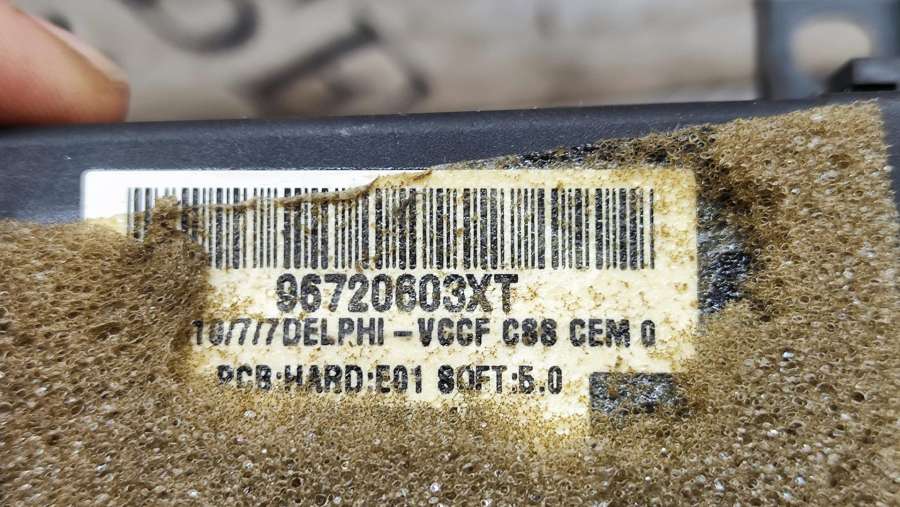 96720603XT
10/7/7DELPHI-VCCF C88 CEM 0
PCB:HARD:E01 SOFT:5.0